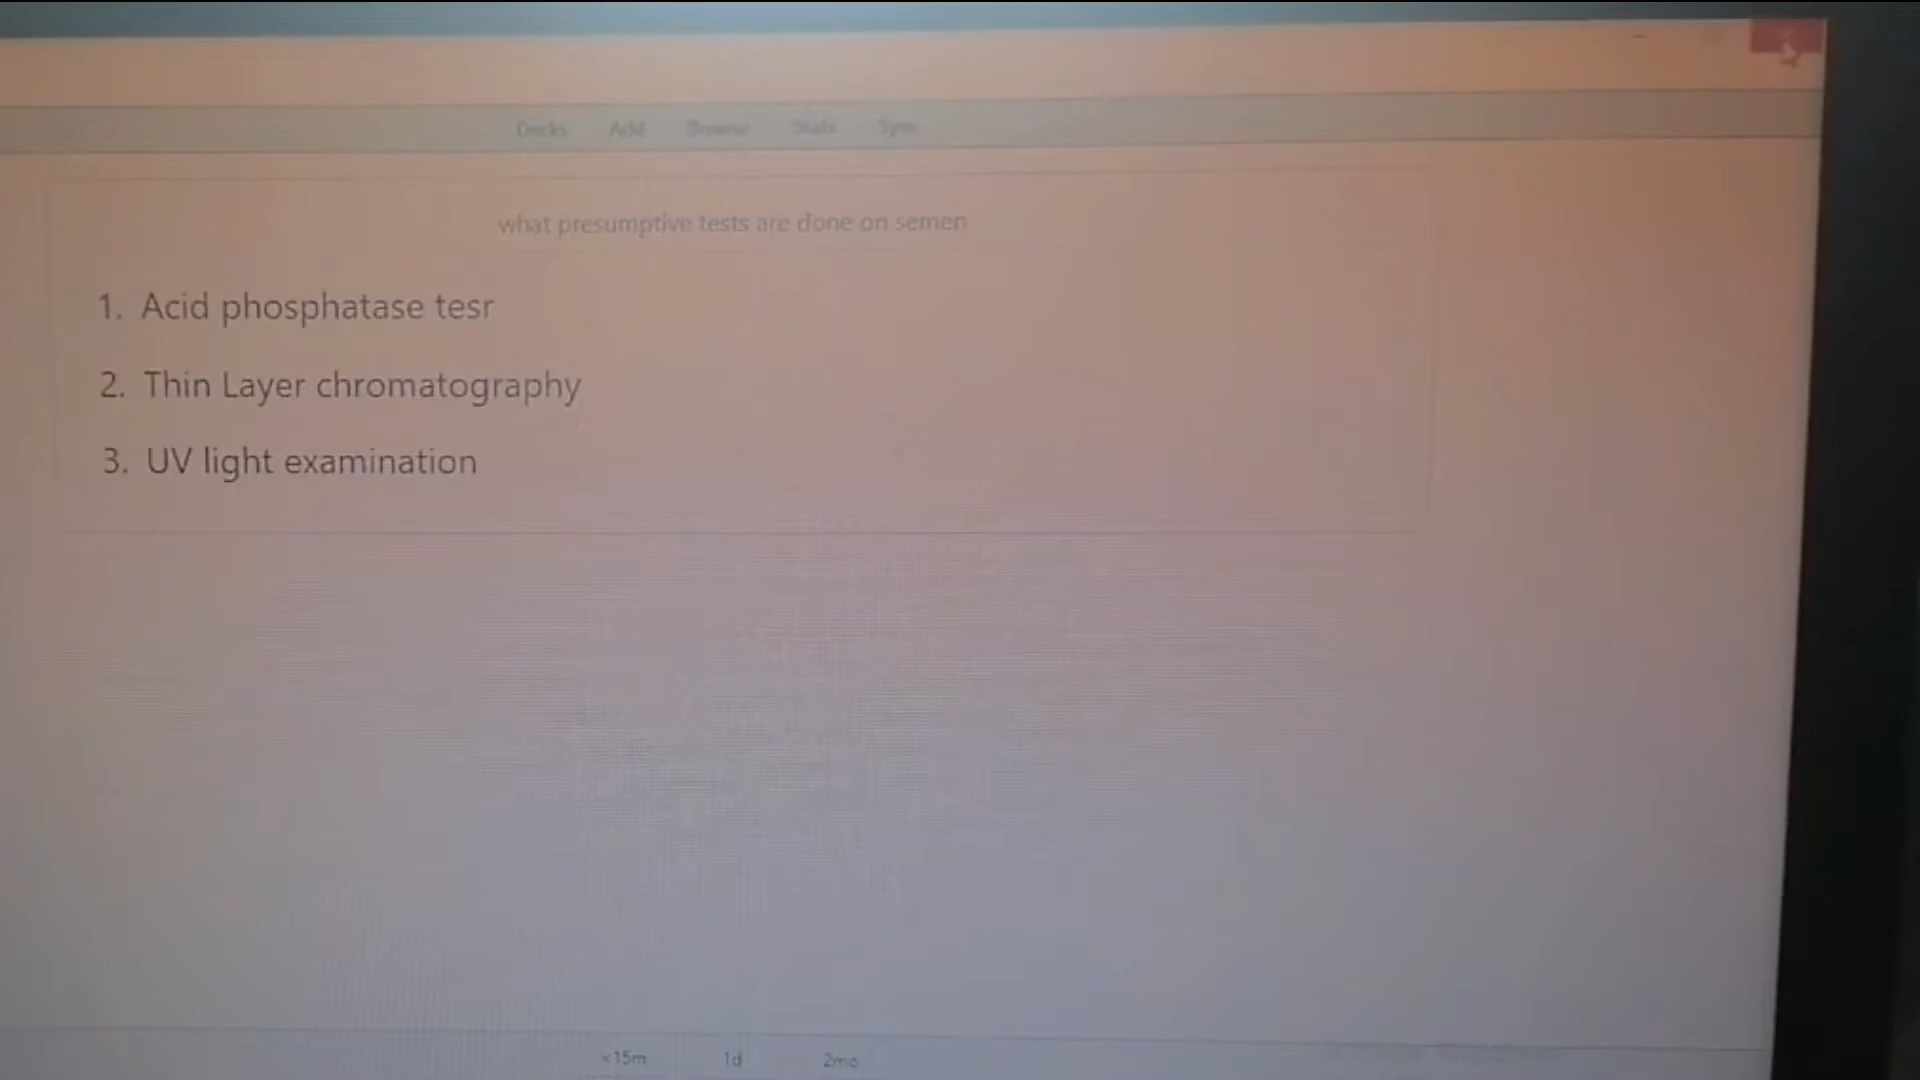 Decks Add Browse Stats Sync
what presumptive tests are done on semen
1. Acid phosphatase tesr
2. Thin Layer chromatography
3. UV light examination
<15m 1d 2mo